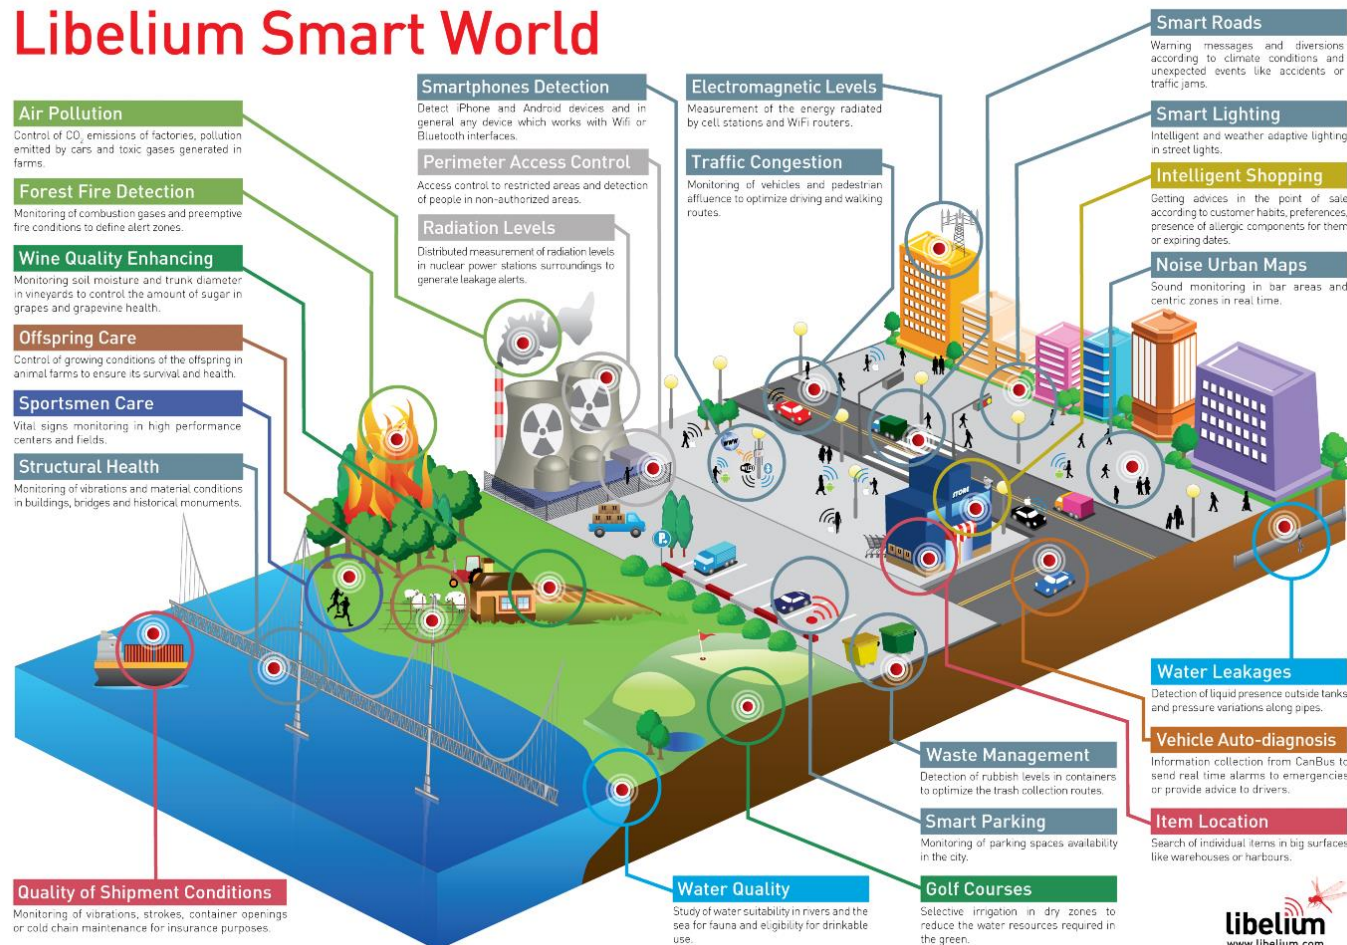 Libelium Smart World
Air Pollution
Control of CO2 emissions of factories, pollution
emitted by cars and toxic gases generated in
farms.
Forest Fire Detection
Monitoring of combustion gases and preemptive
fire conditions to define alert zones.
Wine Quality Enhancing
Monitoring soil moisture and trunk diameter
in vineyards to control the amount of sugar in
grapes and grapevine health.
Offspring Care
Control of growing conditions of the offspring in
animal farms to ensure its survival and health.
Sportsmen Care
Vital signs monitoring in high performance
centers and fields.
Structural Health
Monitoring of vibrations and material conditions
in buildings, bridges and historical monuments.
Quality of Shipment Conditions
Monitoring of vibrations, strokes, container openings
or cold chain maintenance for insurance purposes.
Smartphones Detection
Detect iPhone and Android devices and in
general any device which works with Wifi or
Bluetooth interfaces.
Perimeter Access Control
Access control to restricted areas and detection
of people in non-authorized areas.
Radiation Levels
Distributed measurement of radiation levels
in nuclear power stations surroundings to
generate leakage alerts.
Electromagnetic Levels
Measurement of the energy radiated
by cell stations and WiFi routers.
Traffic Congestion
Monitoring of vehicles and pedestrian
affluence to optimize driving and walking
routes.
Smart Roads
Warning messages and diversions
according to climate conditions and
unexpected events like accidents or
traffic jams.
Smart Lighting
Intelligent and weather adaptive lighting
in street lights.
Intelligent Shopping
Getting advices in the point of sale
according to customer habits, preferences,
presence of allergic components for them
or expiring dates.
Noise Urban Maps
Sound monitoring in bar areas and
centric zones in real time.
www
WiFi
STORE
P
Water Leakages
Detection of liquid presence outside tanks
and pressure variations along pipes.
Vehicle Auto-diagnosis
Information collection from CanBus to
send real time alarms to emergencies
or provide advice to drivers.
Item Location
Search of individual items in big surfaces
like warehouses or harbours.
Waste Management
Detection of rubbish levels in containers
to optimize the trash collection routes.
Smart Parking
Monitoring of parking spaces availability
in the city.
Golf Courses
Selective irrigation in dry zones to
reduce the water resources required in
the green.
Water Quality
Study of water suitability in rivers and the
sea for fauna and eligibility for drinkable
use.
libelium
www.libelium.com